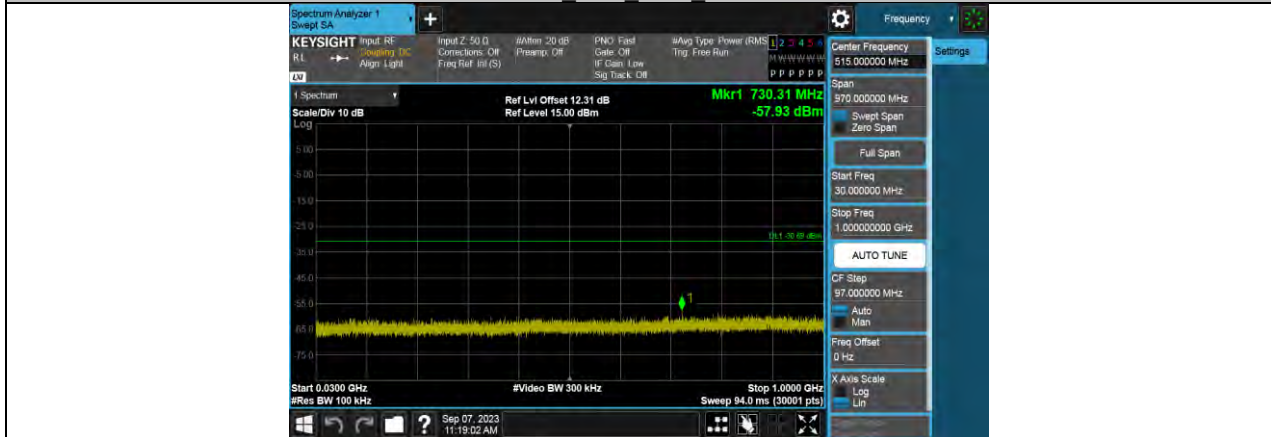 Spectrum Analyzer 1
Swept SA
+
Frequency
KEYSIGHT
RL
LXI
Input: RF
Coupling: DC
Align: Light
Input Z: 50 Ω
Corrections: Off
Freq Ref: Int (S)
#Atten: 20 dB
Preamp: Off
PNO: Fast
Gate: Off
IF Gain: Low
Sig Track: Off
#Avg Type: Power (RMS
Trig: Free Run
1 2 3 4 5 6
M W W W W W
P P P P P P
1 Spectrum
Scale/Div 10 dB
Log
Ref Lvl Offset 12.31 dB
Ref Level 15.00 dBm
Mkr1 730.31 MHz
-57.93 dBm
5.00
-5.00
-15.0
-25.0
-35.0
-45.0
-55.0
-65.0
-75.0
1
Start 0.0300 GHz
#Res BW 100 kHz
#Video BW 300 kHz
Stop 1.0000 GHz
Sweep 94.0 ms (30001 pts)
Center Frequency
515.000000 MHz
Settings
Span
970.000000 MHz
Swept Span
Zero Span
Full Span
Start Freq
30.000000 MHz
Stop Freq
1.000000000 GHz
AUTO TUNE
CF Step
97.000000 MHz
Auto
Man
Freq Offset
0 Hz
X Axis Scale
Log
Lin
?
Sep 07, 2023
11:19:02 AM